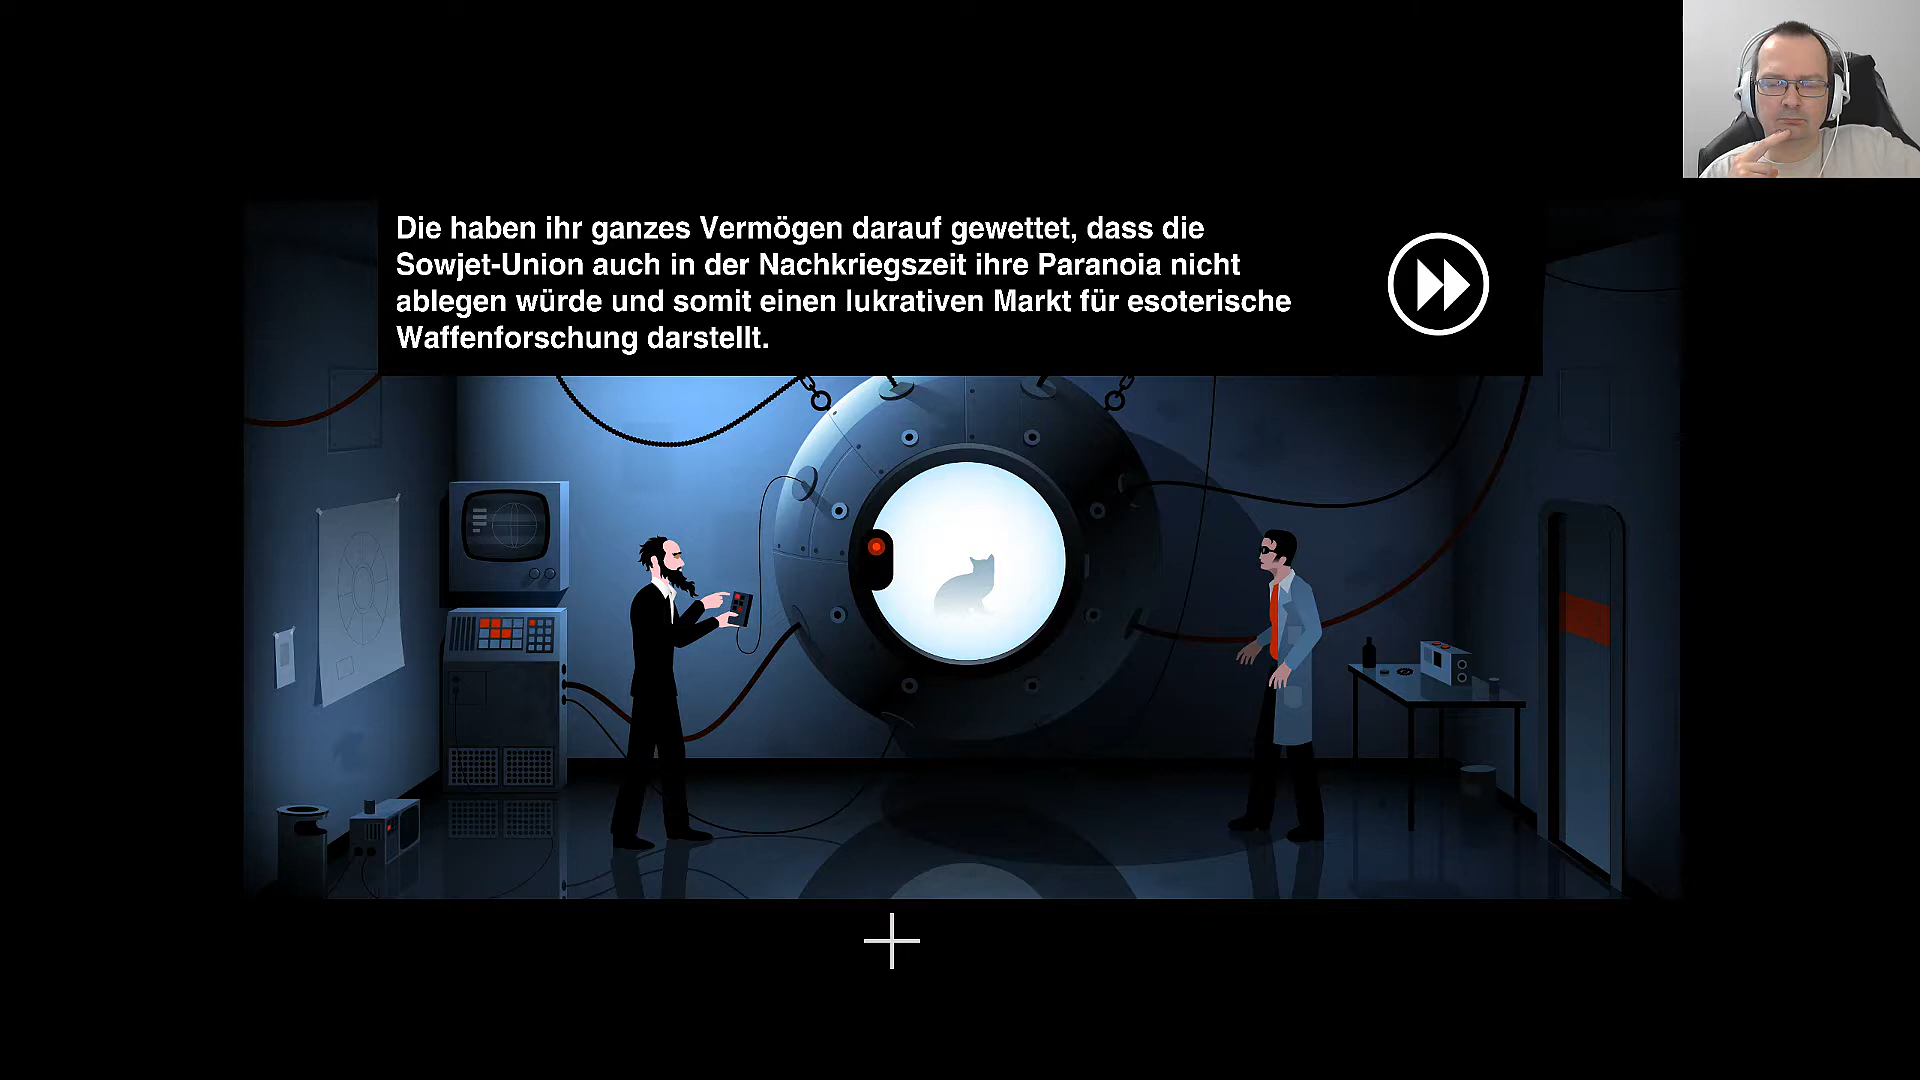 Die haben ihr ganzes Vermögen darauf gewettet, dass die
Sowjet-Union auch in der Nachkriegszeit ihre Paranoia nicht
ablegen würde und somit einen lukrativen Markt für esoterische
Waffenforschung darstellt.